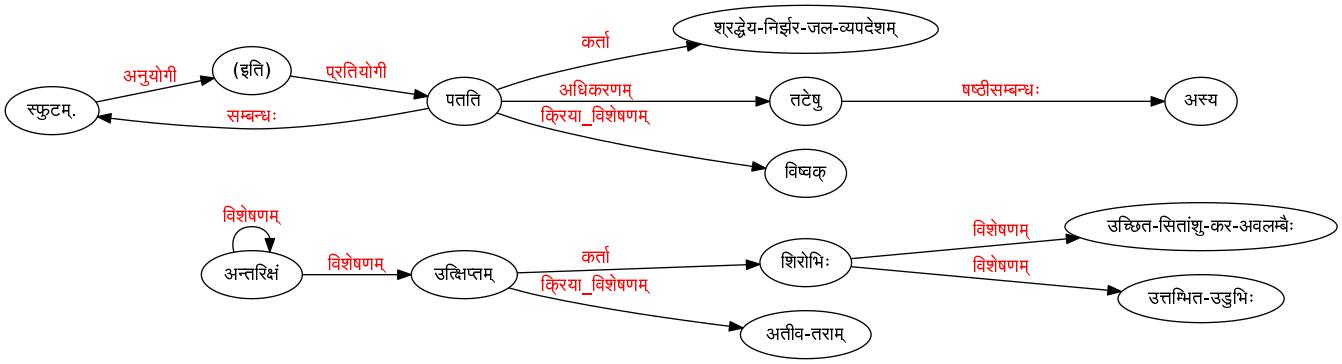 श्रद्धेय-निर्झर-जल-व्यपदेशम्
कर्ता
अनुयोगी
(इति)
प्रतियोगी
स्फुटम्.
सम्बन्धः
पतति
अधिकरणम्
तटेषु
षष्ठीसम्बन्धः
अस्य
क्रिया_विशेषणम्
विष्वक्
विशेषणम्
अन्तरिक्षं
विशेषणम्
उत्क्षिप्तम्
कर्ता
शिरोभिः
विशेषणम्
उच्छित-सितांशु-कर-अवलम्बैः
विशेषणम्
उत्तम्भित-उडुभिः
क्रिया_विशेषणम्
अतीव-तराम्